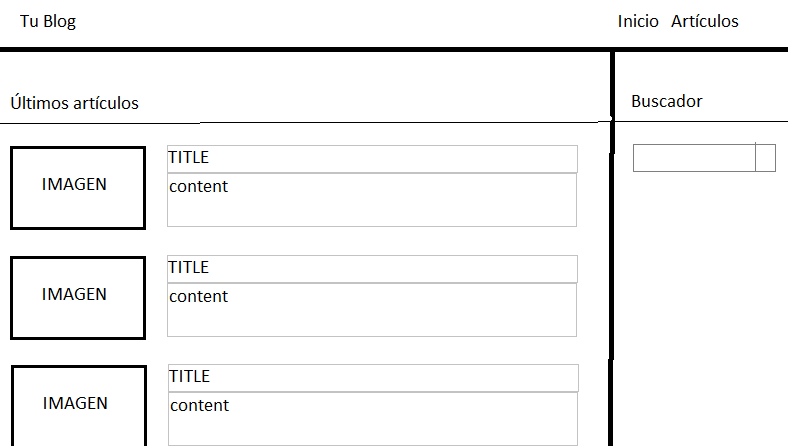 Tu Blog
Inicio Artículos
Últimos artículos
IMAGEN
TITLE
content
IMAGEN
TITLE
content
IMAGEN
TITLE
content
Buscador